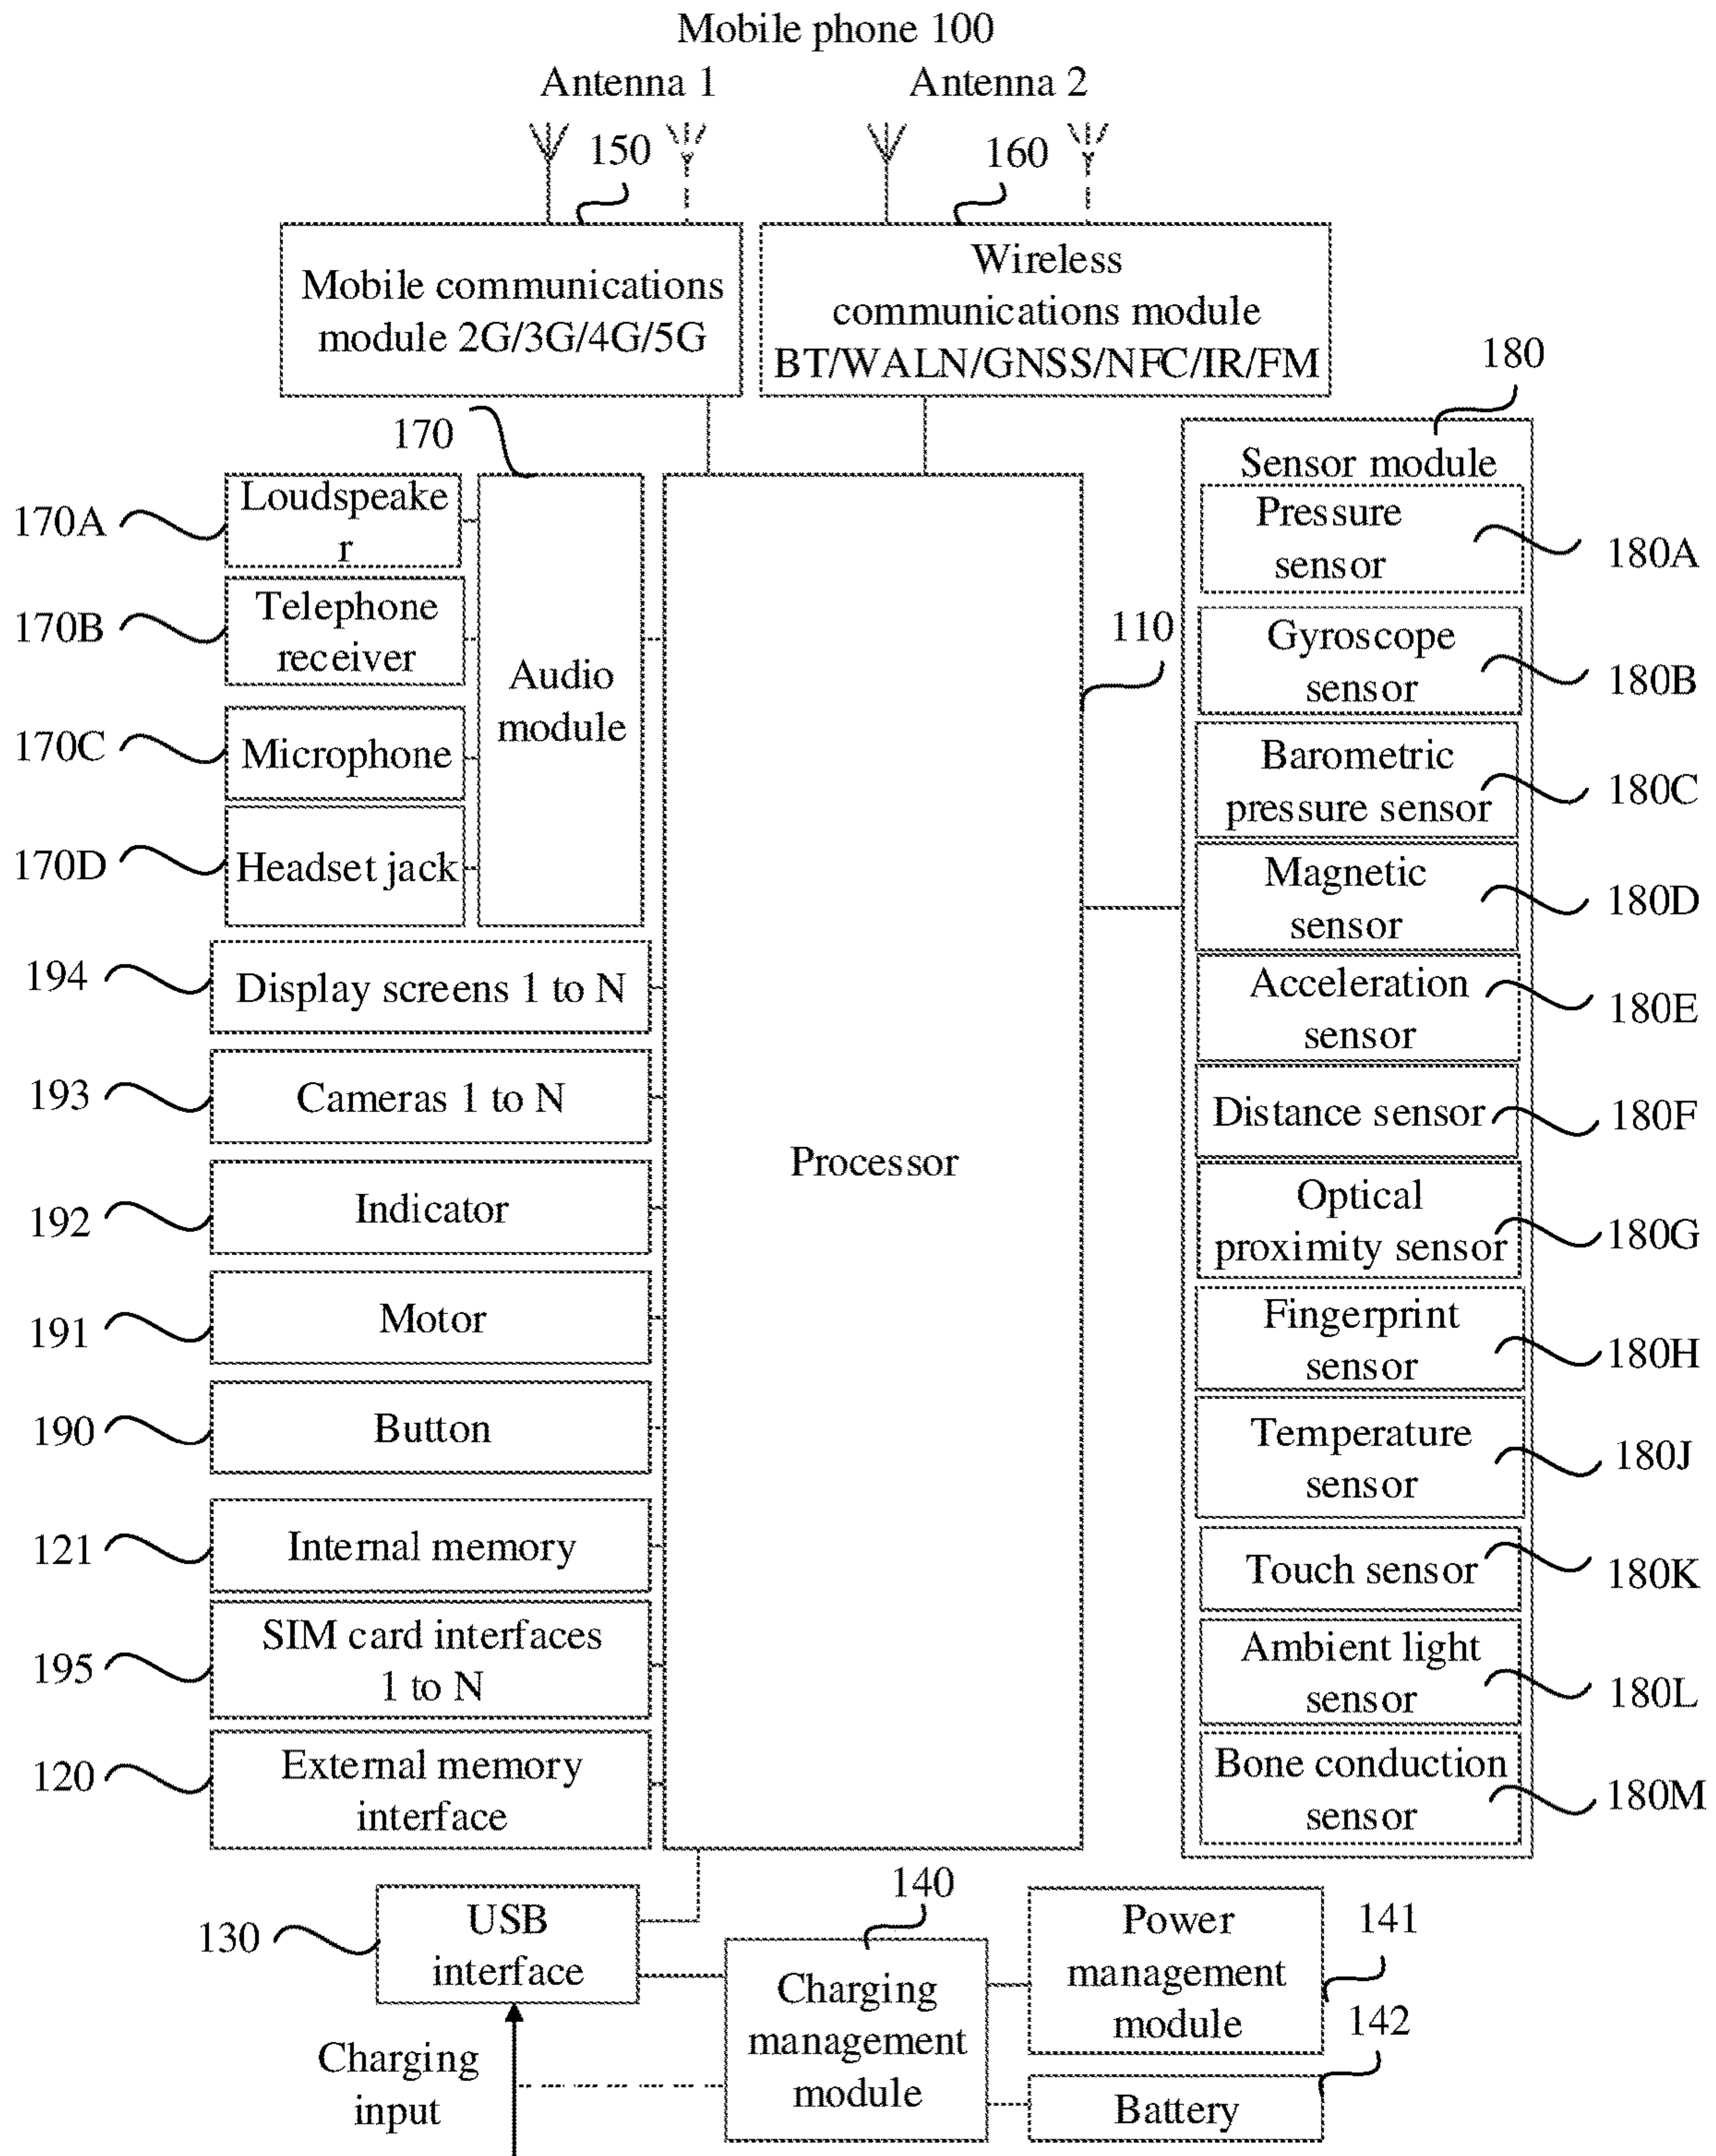 Mobile phone 100
Antenna 1
Antenna 2
150
160
Mobile communications
module 2G/3G/4G/5G
Wireless
communications module
BT/WALN/GNSS/NFC/IR/FM
180
170
Sensor module
170A
Loudspeake
r
170B
Telephone
receiver
170C
Microphone
170D
Headset jack
Audio
module
194
Display screens 1 to N
193
Cameras 1 to N
192
Indicator
191
Motor
190
Button
121
Internal memory
195
SIM card interfaces
1 to N
120
External memory
interface
Processor
110
Pressure
sensor
180A
Gyroscope
sensor
180B
Barometric
pressure sensor
180C
Magnetic
sensor
180D
Acceleration
sensor
180E
Distance sensor
180F
Optical
proximity sensor
180G
Fingerprint
sensor
180H
Temperature
sensor
180J
Touch sensor
180K
Ambient light
sensor
180L
Bone conduction
sensor
180M
130
USB
interface
140
Charging
management
module
Power
management
module
141
142
Battery
Charging
input